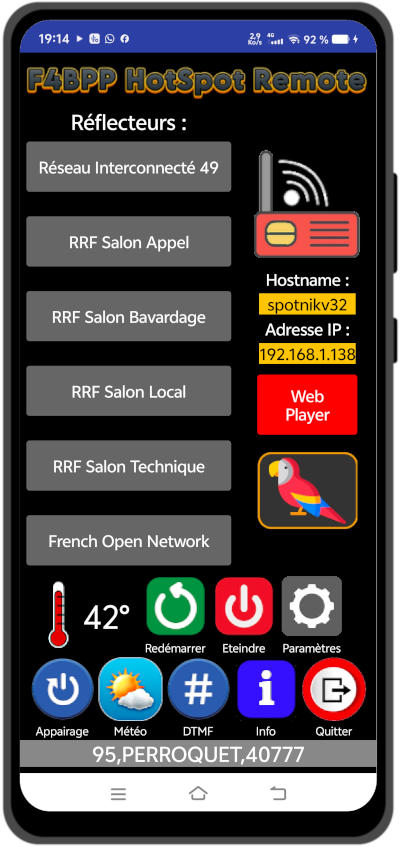 19:14
2,9 Ko/s 4G 92 %
F4BPP HotSpot Remote
Réflecteurs :
Réseau Interconnecté 49
RRF Salon Appel
RRF Salon Bavardage
RRF Salon Local
RRF Salon Technique
French Open Network
Hostname :
spotnikv32
Adresse IP :
192.168.1.138
Web
Player
42°
Redémarrer
Eteindre
Paramètres
#
i
Appairage
Météo
DTMF
Info
Quitter
95,PERROQUET,40777